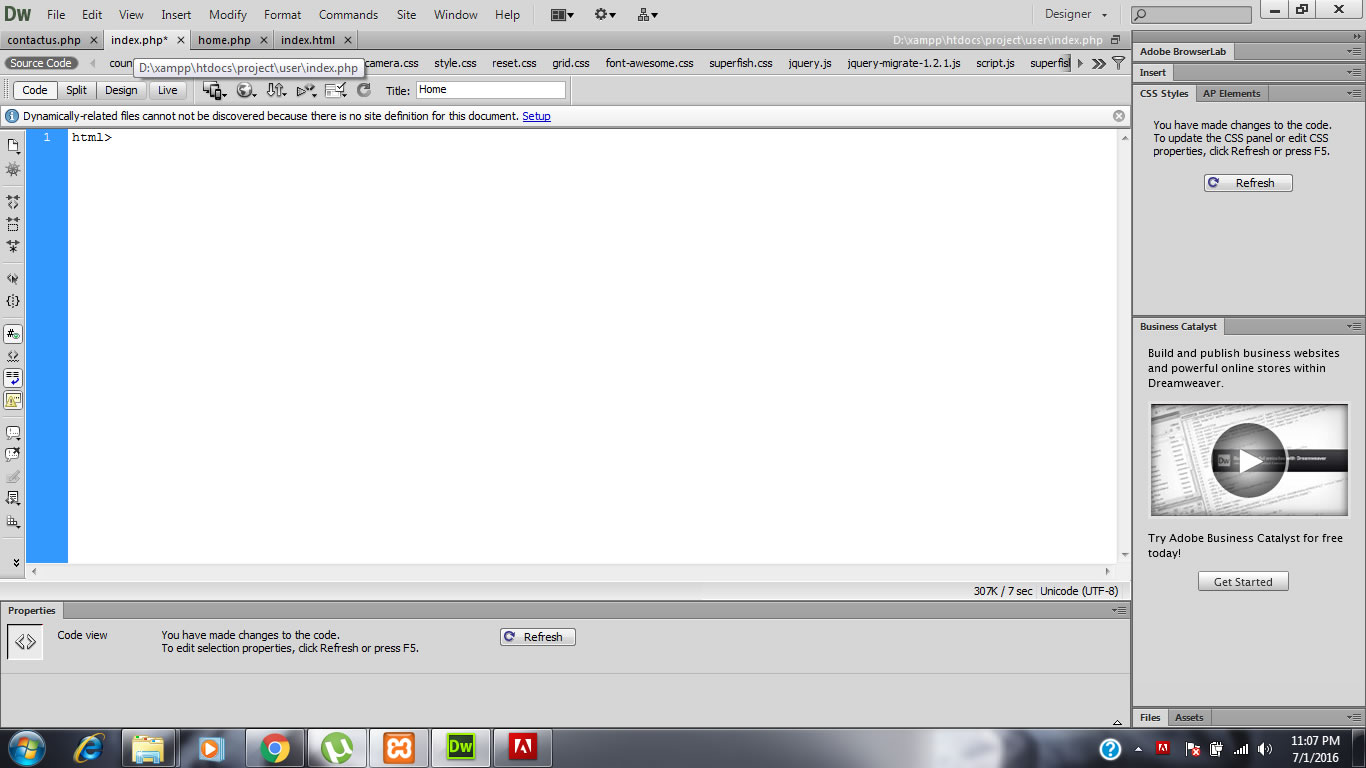 Dw File Edit View Insert Modify Format Commands Site Window Help Designer
contactus.php index.php* home.php index.html D:\xampp\htdocs\project\user\index.php
Source Code coun camera.css style.css reset.css grid.css font-awesome.css superfish.css jquery.js jquery-migrate-1.2.1.js script.js superfis
D:\xampp\htdocs\project\user\index.php
Code Split Design Live Title: Home
Dynamically-related files cannot not be discovered because there is no site definition for this document. Setup
1 html>
307K / 7 sec Unicode (UTF-8)
Properties
Code view
You have made changes to the code.
To edit selection properties, click Refresh or press F5.
Refresh
Adobe BrowserLab
Insert
CSS Styles AP Elements
You have made changes to the code.
To update the CSS panel or edit CSS
properties, click Refresh or press F5.
Refresh
Business Catalyst
Build and publish business websites
and powerful online stores within
Dreamweaver.
Dw
Try Adobe Business Catalyst for free
today!
Get Started
Files Assets
Dw
11:07 PM
7/1/2016